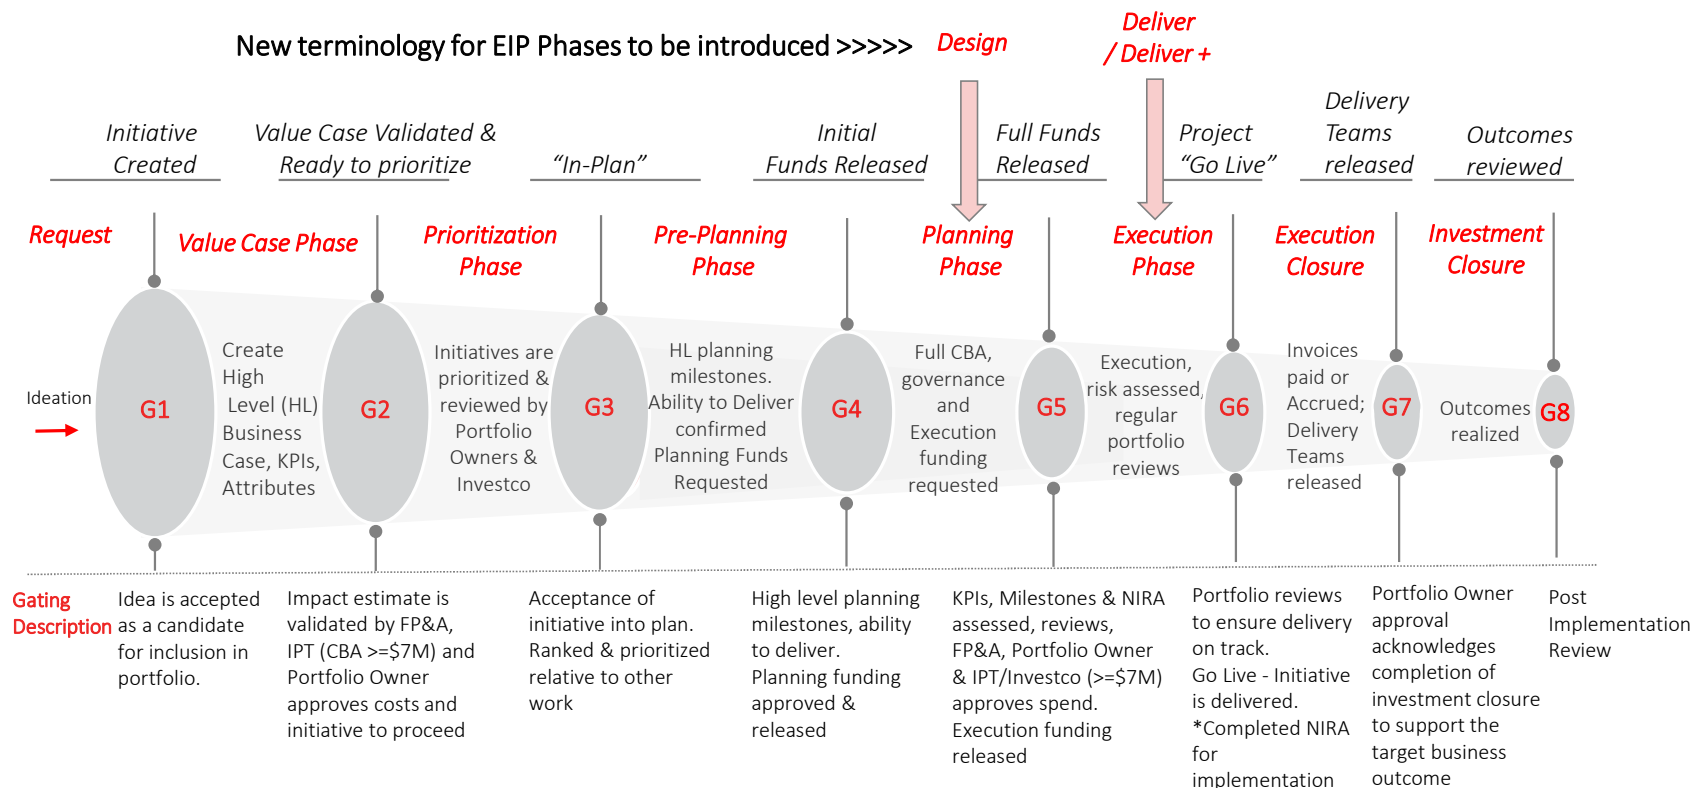 New terminology for EIP Phases to be introduced >>>>>
Design
Deliver
/ Deliver +
Initiative
Created
Value Case Validated &
Ready to prioritize
“In-Plan”
Initial
Funds Released
Full Funds
Released
Project
“Go Live”
Delivery
Teams
released
Outcomes
reviewed
Request
Value Case Phase
Prioritization
Phase
Pre-Planning
Phase
Planning
Phase
Execution
Phase
Execution
Closure
Investment
Closure
Ideation
G1
Create
High
Level (HL)
Business
Case, KPIs,
Attributes
G2
Initiatives are
prioritized &
reviewed by
Portfolio
Owners &
Investco
G3
HL planning
milestones.
Ability to Deliver
confirmed
Planning Funds
Requested
G4
Full CBA,
governance
and
Execution
funding
requested
G5
Execution,
risk assessed,
regular
portfolio
reviews
G6
Invoices
paid or
Accrued;
Delivery
Teams
released
G7
Outcomes
realized
G8
Gating
Description
Idea is accepted
as a candidate
for inclusion in
portfolio.
Impact estimate is
validated by FP&A,
IPT (CBA >=$7M) and
Portfolio Owner
approves costs and
initiative to proceed
Acceptance of
initiative into plan.
Ranked & prioritized
relative to other
work
High level planning
milestones, ability
to deliver.
Planning funding
approved &
released
KPIs, Milestones & NIRA
assessed, reviews,
FP&A, Portfolio Owner
& IPT/Investco (>=$7M)
approves spend.
Execution funding
released
Portfolio reviews
to ensure delivery
on track.
Go Live - Initiative
is delivered.
*Completed NIRA
for
implementation
Portfolio Owner
approval
acknowledges
completion of
investment closure
to support the
target business
outcome
Post
Implementation
Review